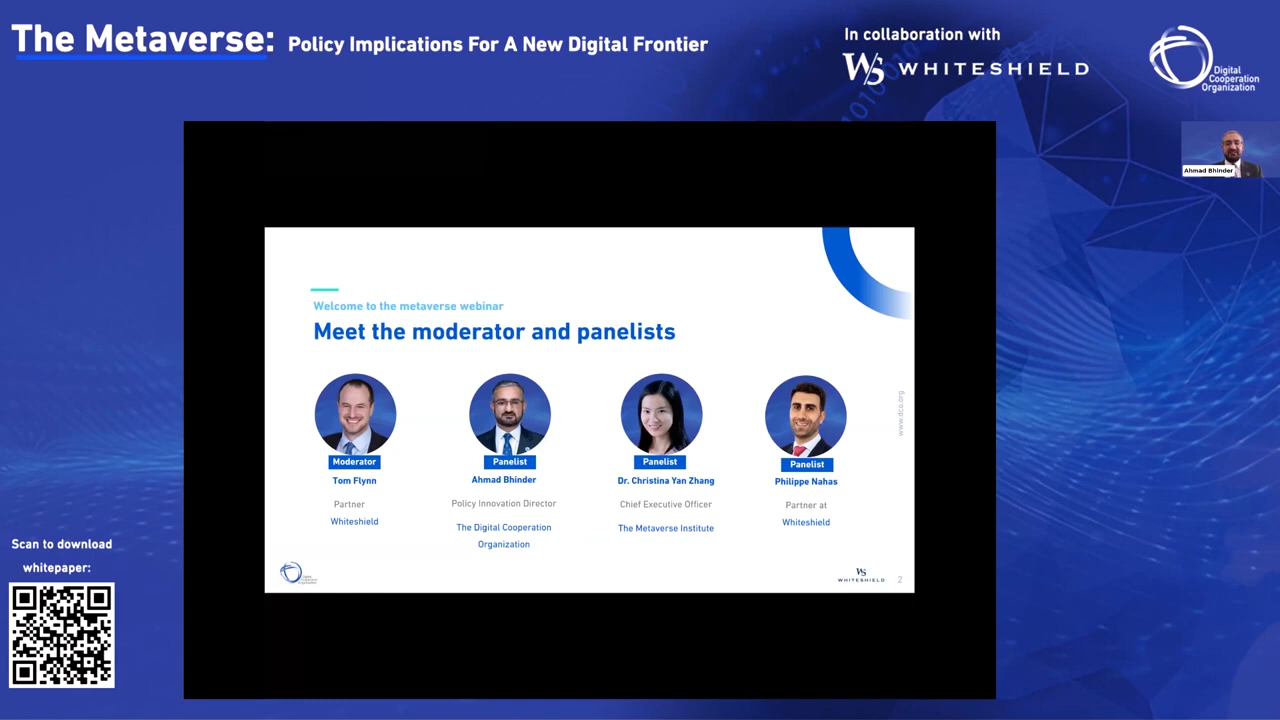 The Metaverse: Policy Implications For A New Digital Frontier
In collaboration with
WS WHITESHIELD
Digital
Cooperation
Organization
Ahmad Bhinder
Welcome to the metaverse webinar
Meet the moderator and panelists
www.dco.org
Moderator
Tom Flynn
Partner
Whiteshield
Panelist
Ahmad Bhinder
Policy Innovation Director
The Digital Cooperation
Organization
Panelist
Dr. Christina Yan Zhang
Chief Executive Officer
The Metaverse Institute
Panelist
Philippe Nahas
Partner at
Whiteshield
WS
WHITESHIELD
2
Scan to download
whitepaper: